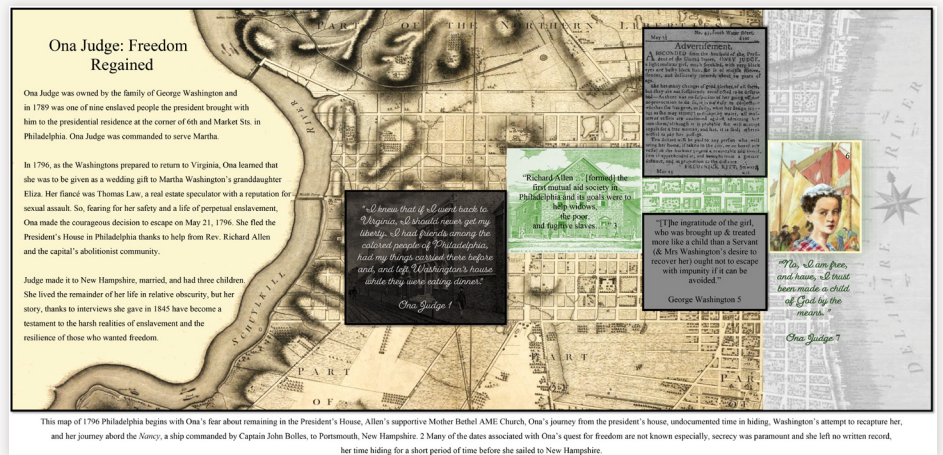 PART OF THE NORTHERN LIBERTIES
Ona Judge: Freedom
Regained
Ona Judge was owned by the family of George Washington and
in 1789 was one of nine enslaved people the president brought with
him to the presidential residence at the corner of 6th and Market Sts. in
Philadelphia. Ona Judge was commanded to serve Martha.
In 1796, as the Washingtons prepared to return to Virginia, Ona learned that
she was to be given as a wedding gift to Martha Washington's granddaughter
Eliza. Her fiancé was Thomas Law, a real estate speculator with a reputation for
sexual assault. So, fearing for her safety and a life of perpetual enslavement,
Ona made the courageous decision to escape on May 21, 1796. She fled the
President's House in Philadelphia thanks to help from Rev. Richard Allen
and the capital's abolitionist community.
Judge made it to New Hampshire, married, and had three children.
She lived the remainder of her life in relative obscurity, but her
story, thanks to interviews she gave in 1845 have become a
testament to the harsh realities of enslavement and the
resilience of those who wanted freedom.
RIVER
SCHUYLKILL
"I knew that if I went back to
Virginia, I should never get my
liberty. I had friends among the
colored people of Philadelphia,
had my things carried there before
and, and left Washington's house
while they were eating dinner."
Ona Judge 1
"Richard Allen ..." [formed] the
first mutual aid society in
Philadelphia and its goals were to
help widows,
the poor,
and fugitive slaves...[." 3
May 23
Advertisement.
ABSCONDED from the household of the
"[T]he ingratitude of the girl,
who was brought up & treated
more like a child than a Servant
(& Mrs Washington's desire to
recover her) ought not to escape
with impunity if it can be
avoided."
George Washington 5
6
"No, I am free,
and have, I trust
been made a child
of God by the
means."
Ona Judge 7
RIVER
PART
OF
PART
PAR
This map of 1796 Philadelphia begins with Ona's fear about remaining in the President's House, Allen's supportive Mother Bethel AME Church, Ona's journey from the president's house, undocumented time in hiding, Washington's attempt to recapture her,
and her journey abord the Nancy, a ship commanded by Captain John Bolles, to Portsmouth, New Hampshire. 2 Many of the dates associated with Ona's quest for freedom are not known especially, secrecy was paramount and she left no written record,
her time hiding for a short period of time before she sailed to New Hampshire.